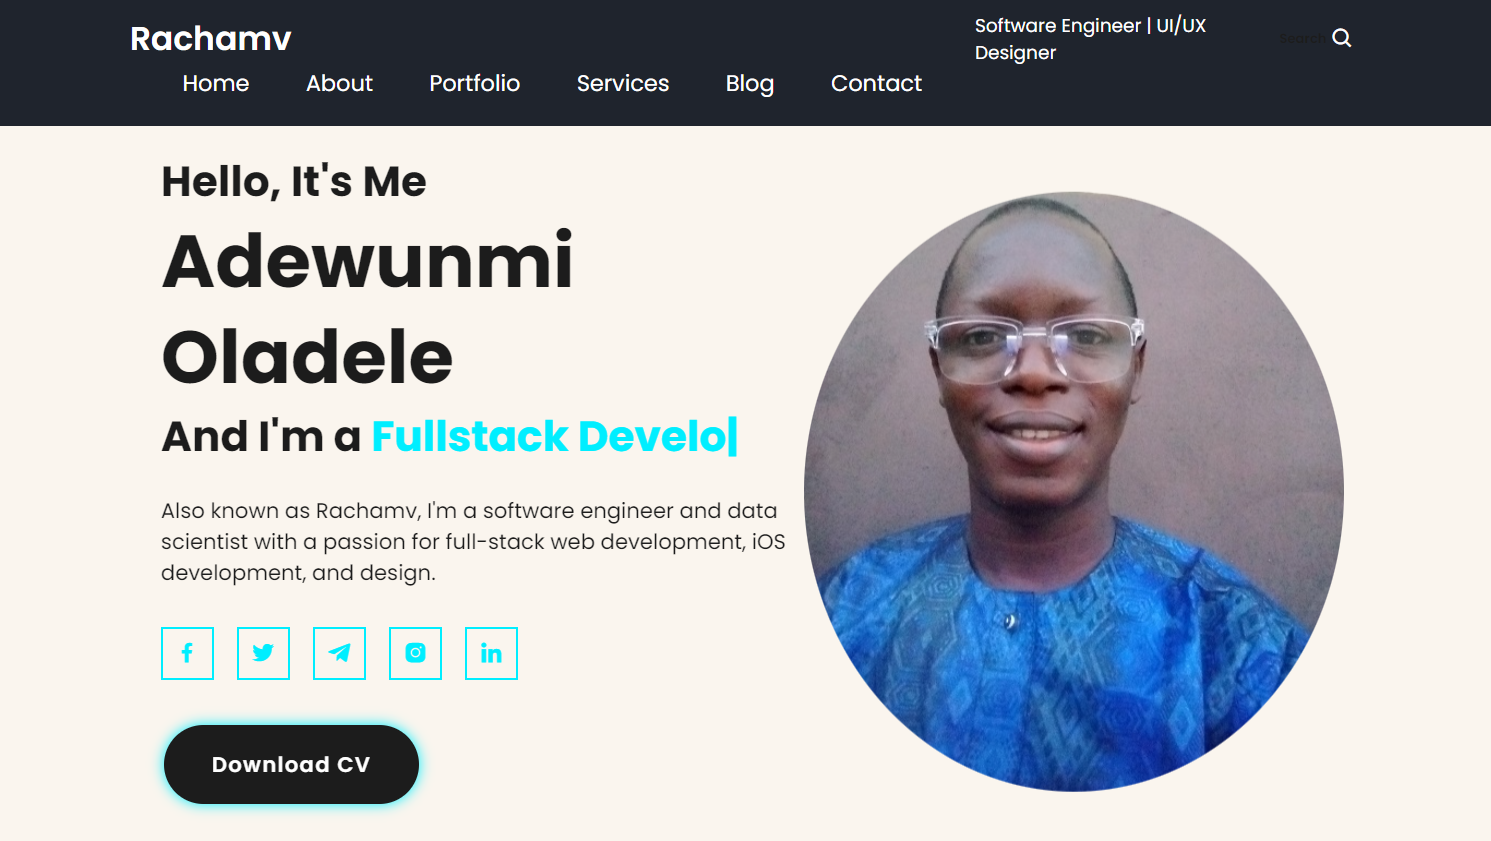 Rachamv
Software Engineer | UI/UX
Designer
Search
Home About Portfolio Services Blog Contact
Hello, It's Me
Adewunmi
Oladele
And I'm a Fullstack Develo|
Also known as Rachamv, I'm a software engineer and data
scientist with a passion for full-stack web development, iOS
development, and design.
Download CV